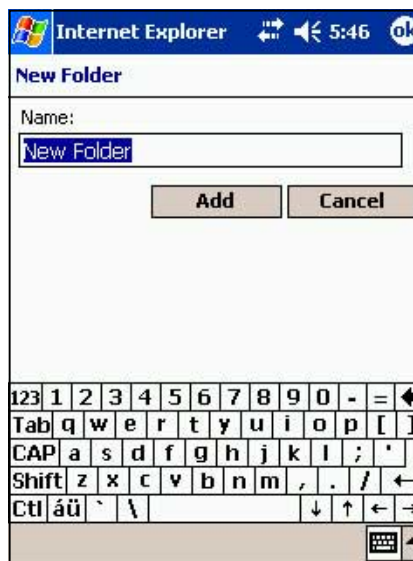 Internet Explorer 5:46 ok
New Folder
Name:
New Folder
Add Cancel
123 1 2 3 4 5 6 7 8 9 0 - = 
Tab q w e r t y u i o p [ ]
CAP a s d f g h j k l ; '
Shift z x c v b n m , . / ←
Ctl áü ` \ ↓ ↑ ← →